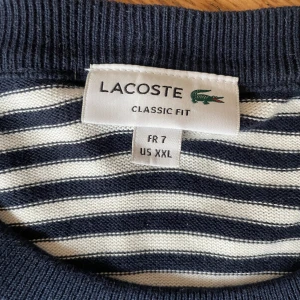 LACOSTE
CLASSIC FIT
FR 7
US XXL